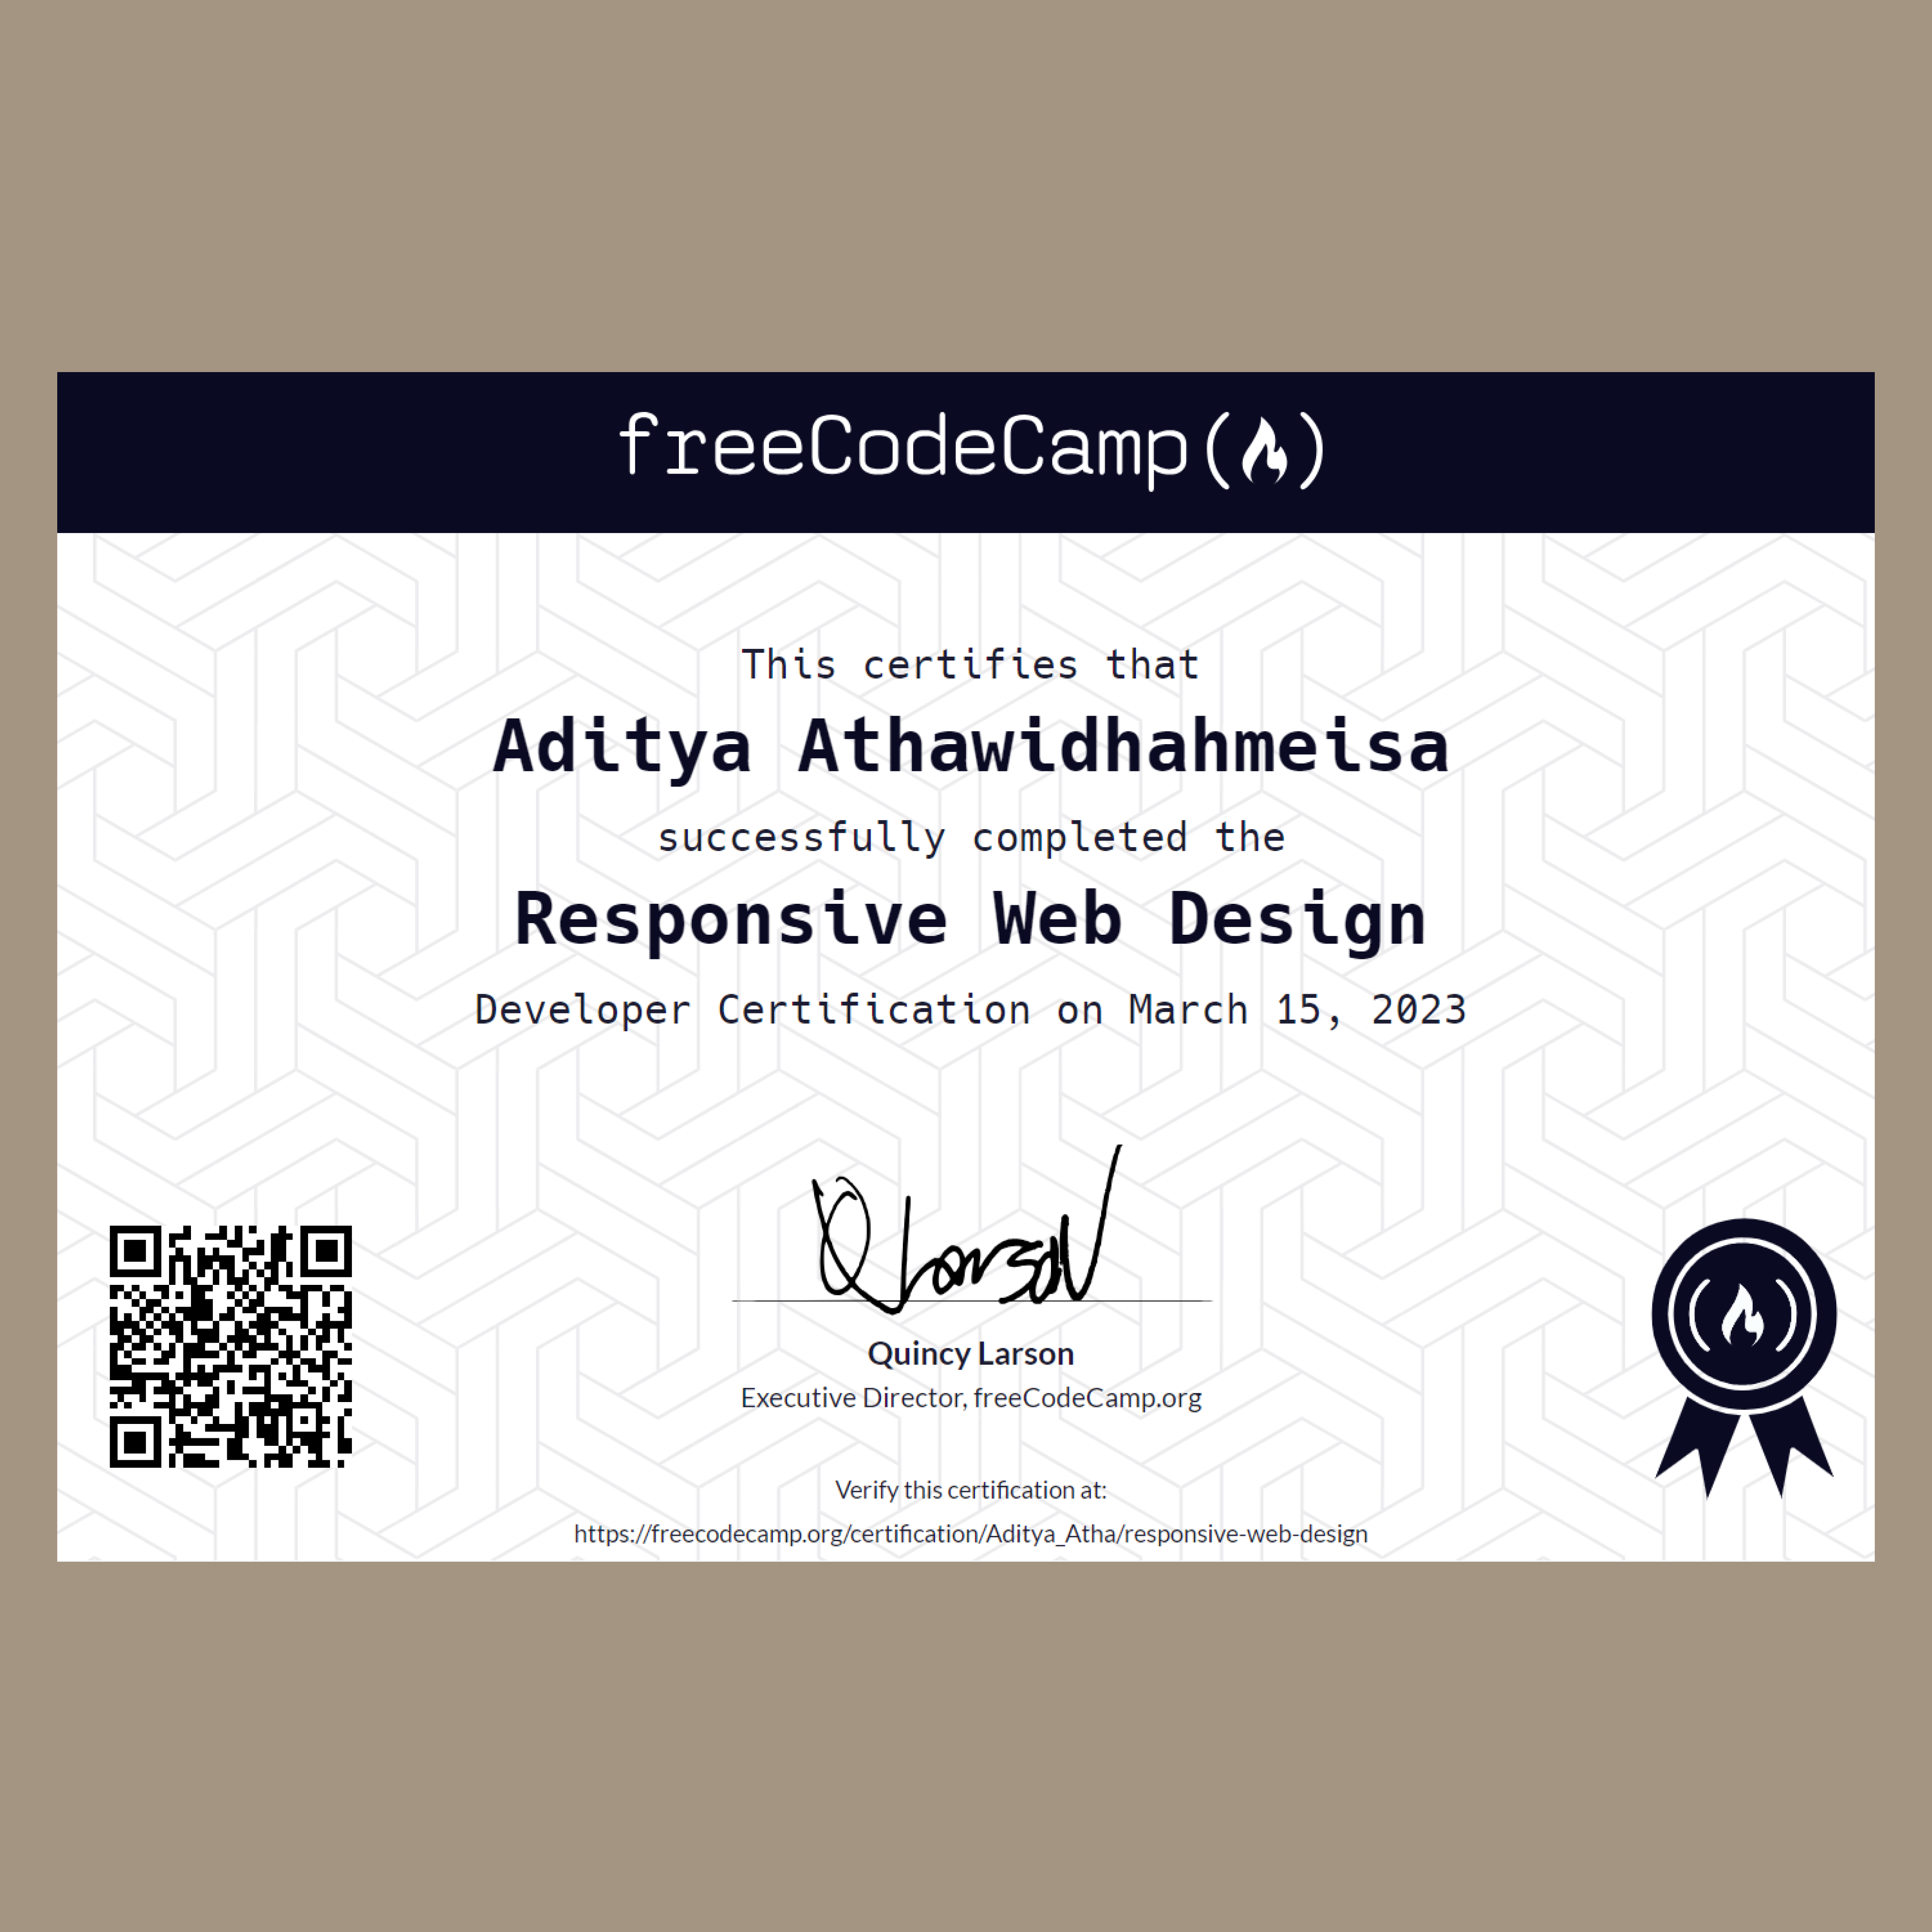 freeCodeCamp
This certifies that
Aditya Athawidhahmeisa
successfully completed the
Responsive Web Design
Developer Certification on March 15, 2023
QLarson
Quincy Larson
Executive Director, freeCodeCamp.org
Verify this certification at:
https://freecodecamp.org/certification/Aditya_Atha/responsive-web-design